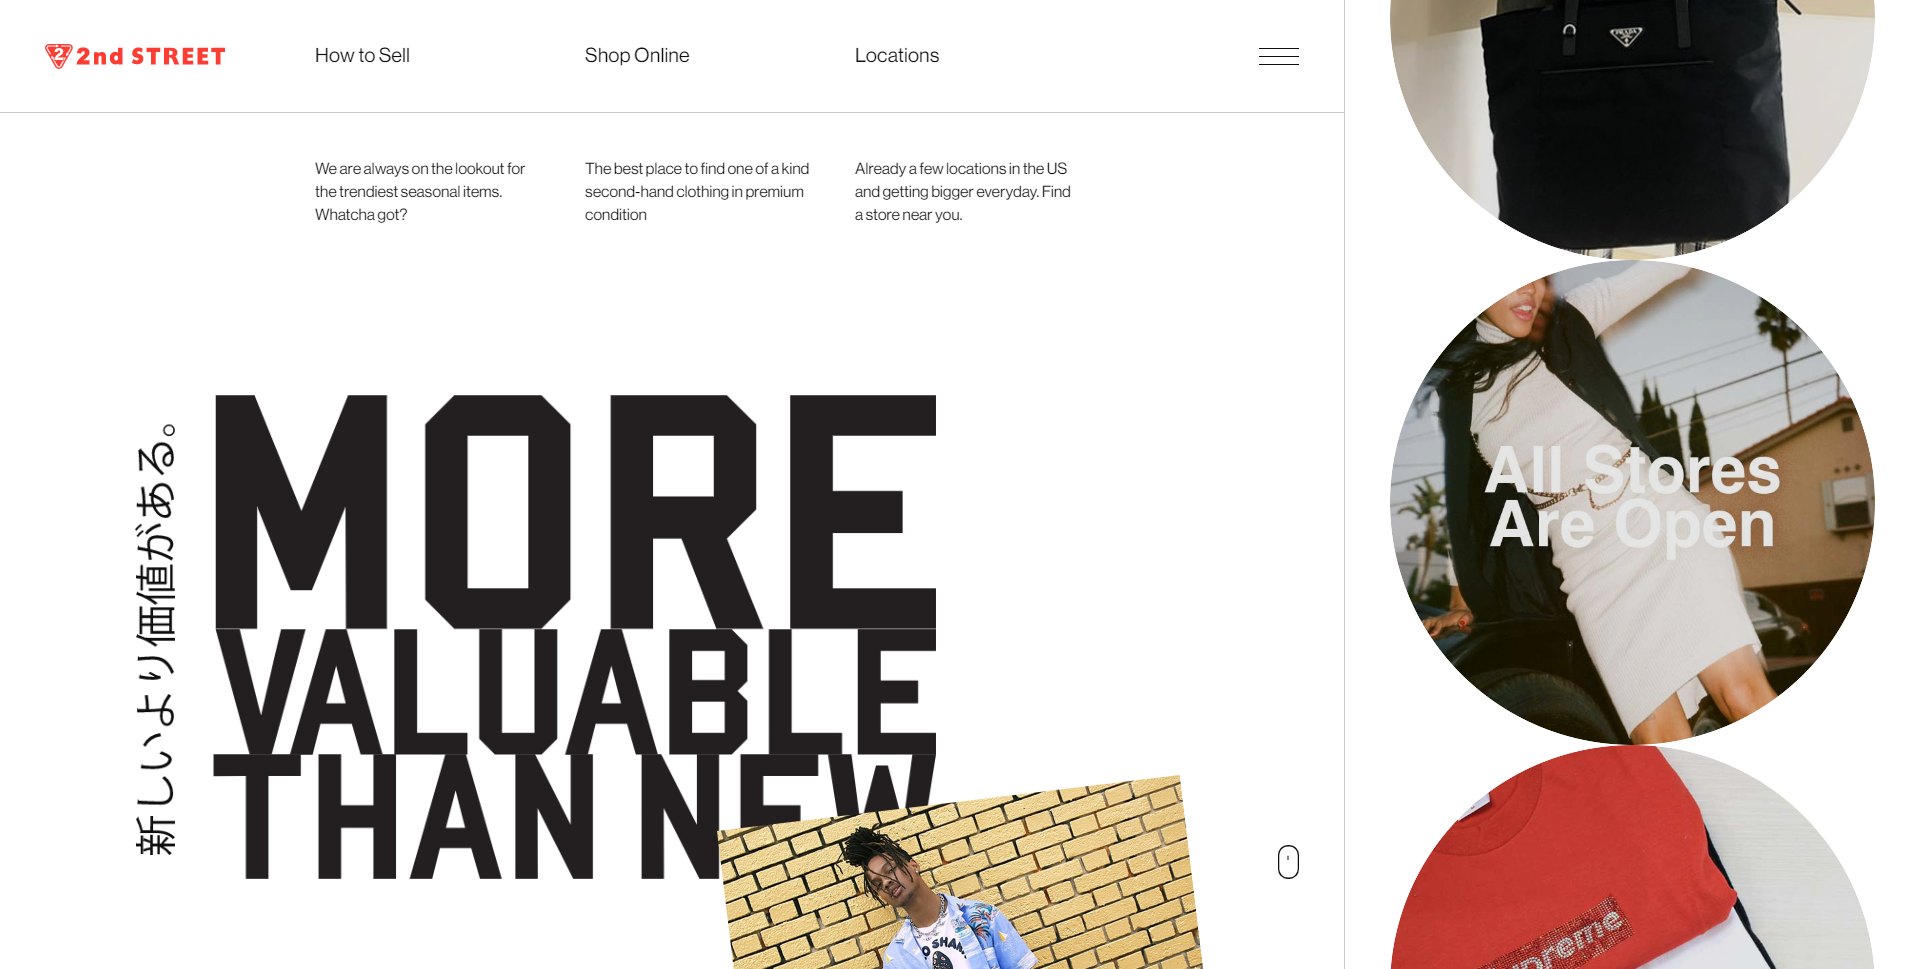 2nd STREET
How to Sell
Shop Online
Locations
We are always on the lookout for
the trendiest seasonal items.
Whatcha got?
The best place to find one of a kind
second-hand clothing in premium
condition
Already a few locations in the US
and getting bigger everyday. Find
a store near you.
新しいより価値がある。
MORE
VALUABLE
THAN NEW
PRADA
All Stores
Are Open